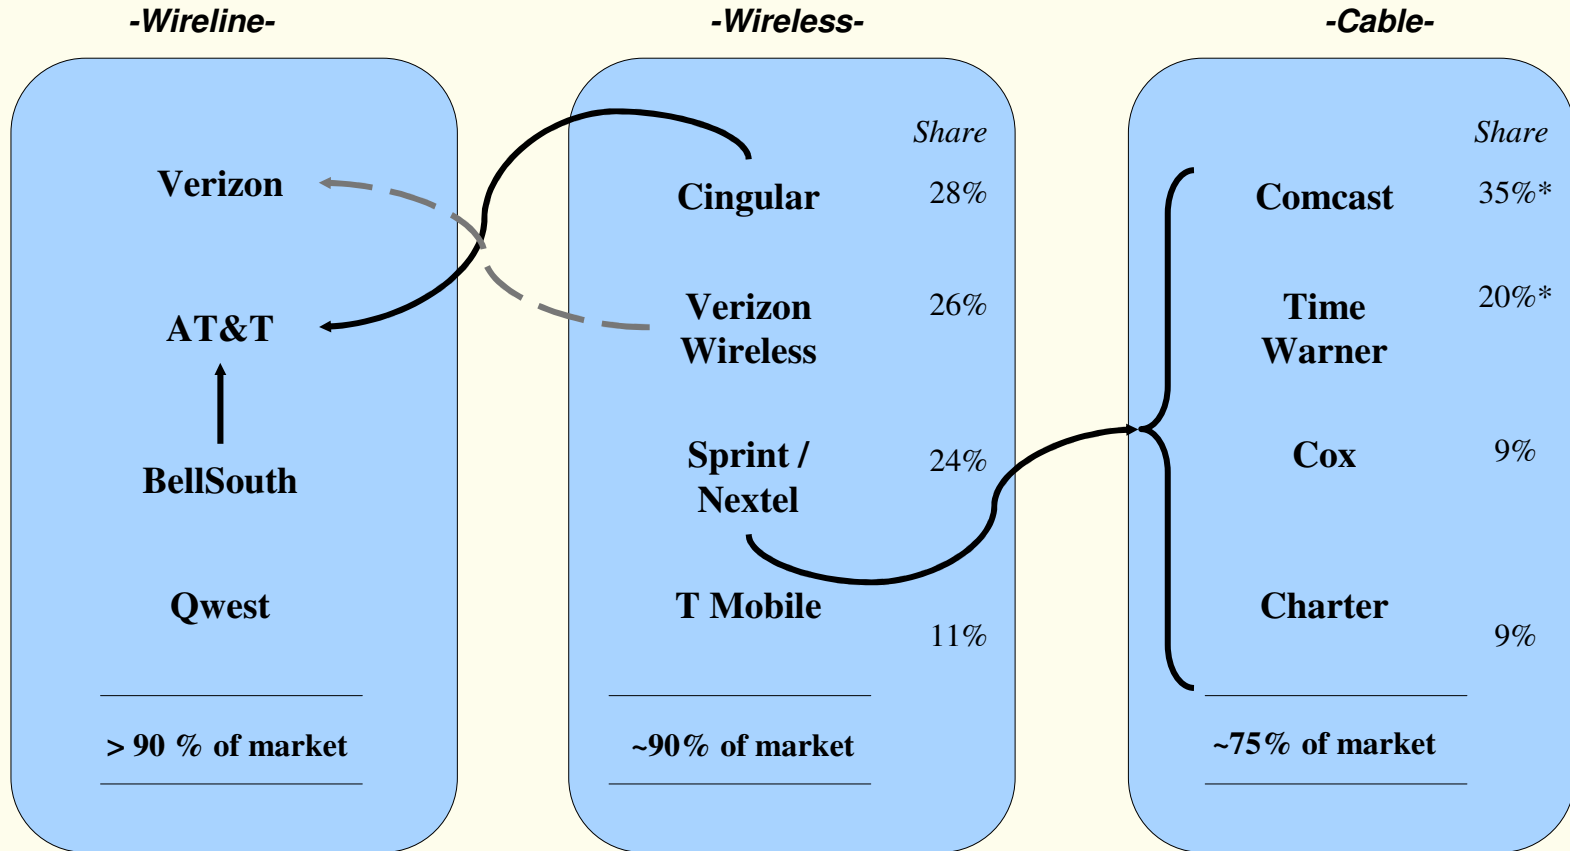 -Wireline-
Verizon
AT&T
BellSouth
Qwest
> 90 % of market
-Wireless-
Share
Cingular 28%
Verizon 26%
Wireless
Sprint / 24%
Nextel
T Mobile
11%
~90% of market
-Cable-
Share
Comcast 35%*
Time 20%*
Warner
Cox 9%
Charter
9%
~75% of market